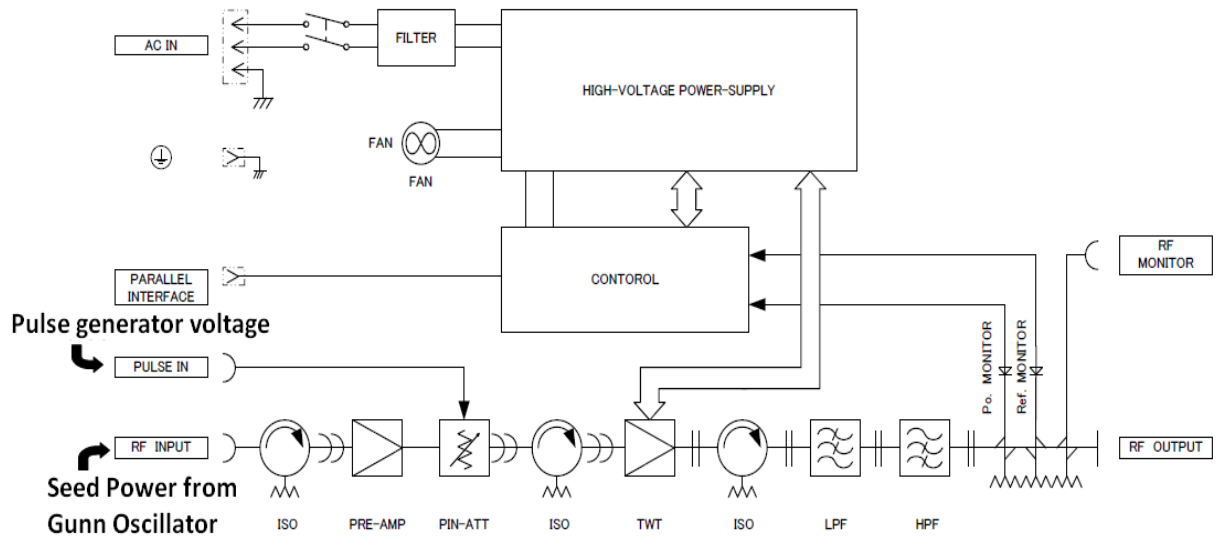 AC IN
FILTER
HIGH-VOLTAGE POWER-SUPPLY
FAN
FAN
RF
MONITOR
PARALLEL
INTERFACE
CONTOROL
Pulse generator voltage
PULSE IN
Po. MONITOR
Ref. MONITOR
RF INPUT
RF OUTPUT
Seed Power from
Gunn Oscillator
ISO
PRE-AMP
PIN-ATT
ISO
TWT
ISO
LPF
HPF